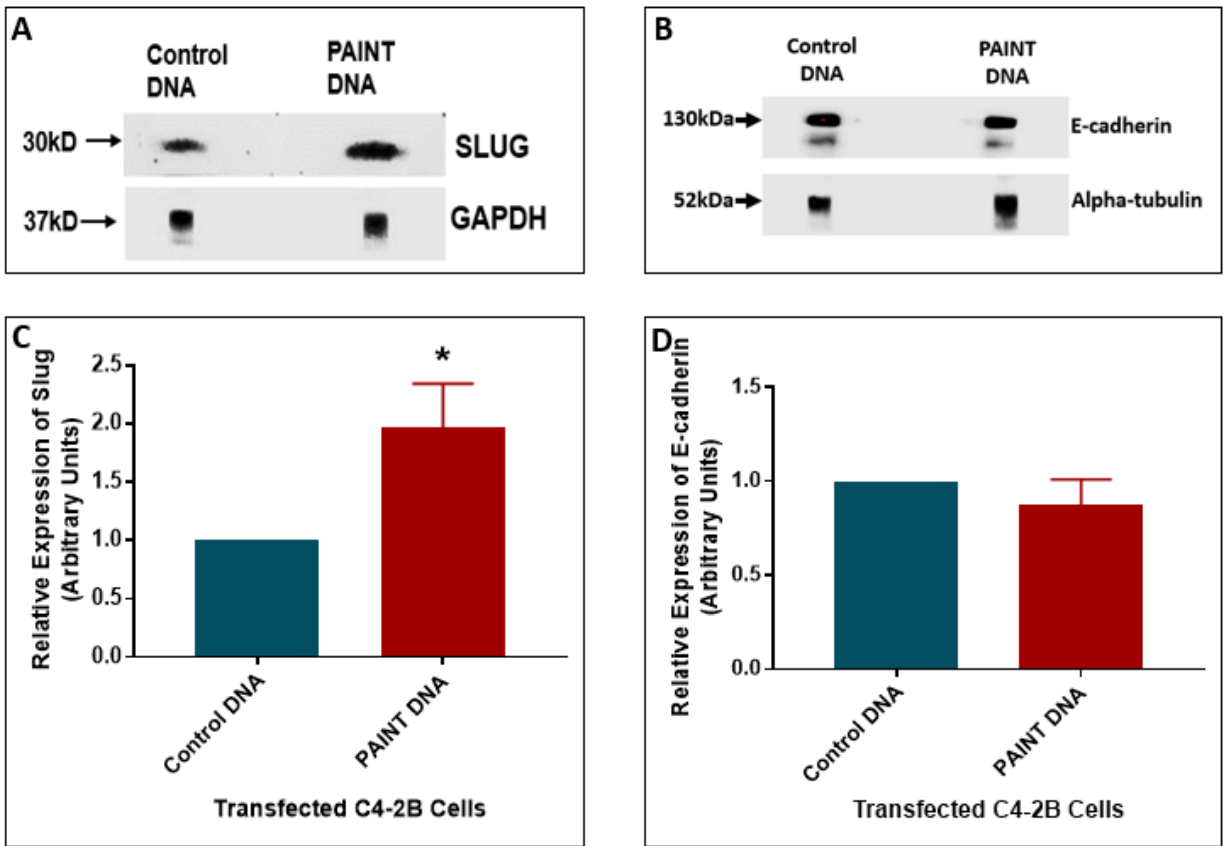 A
Control
DNA
PAINT
DNA
30kD
SLUG
37kD
GAPDH
B
Control
DNA
PAINT
DNA
130kDa
E-cadherin
52kDa
Alpha-tubulin
C
Relative Expression of Slug
(Arbitrary Units)
2.5
2.0
1.5
1.0
0.5
0.0
*
Control DNA
PAINT DNA
Transfected C4-2B Cells
D
Relative Expression of E-cadherin
(Arbitrary Units)
1.5
1.0
0.5
0.0
Control DNA
PAINT DNA
Transfected C4-2B Cells